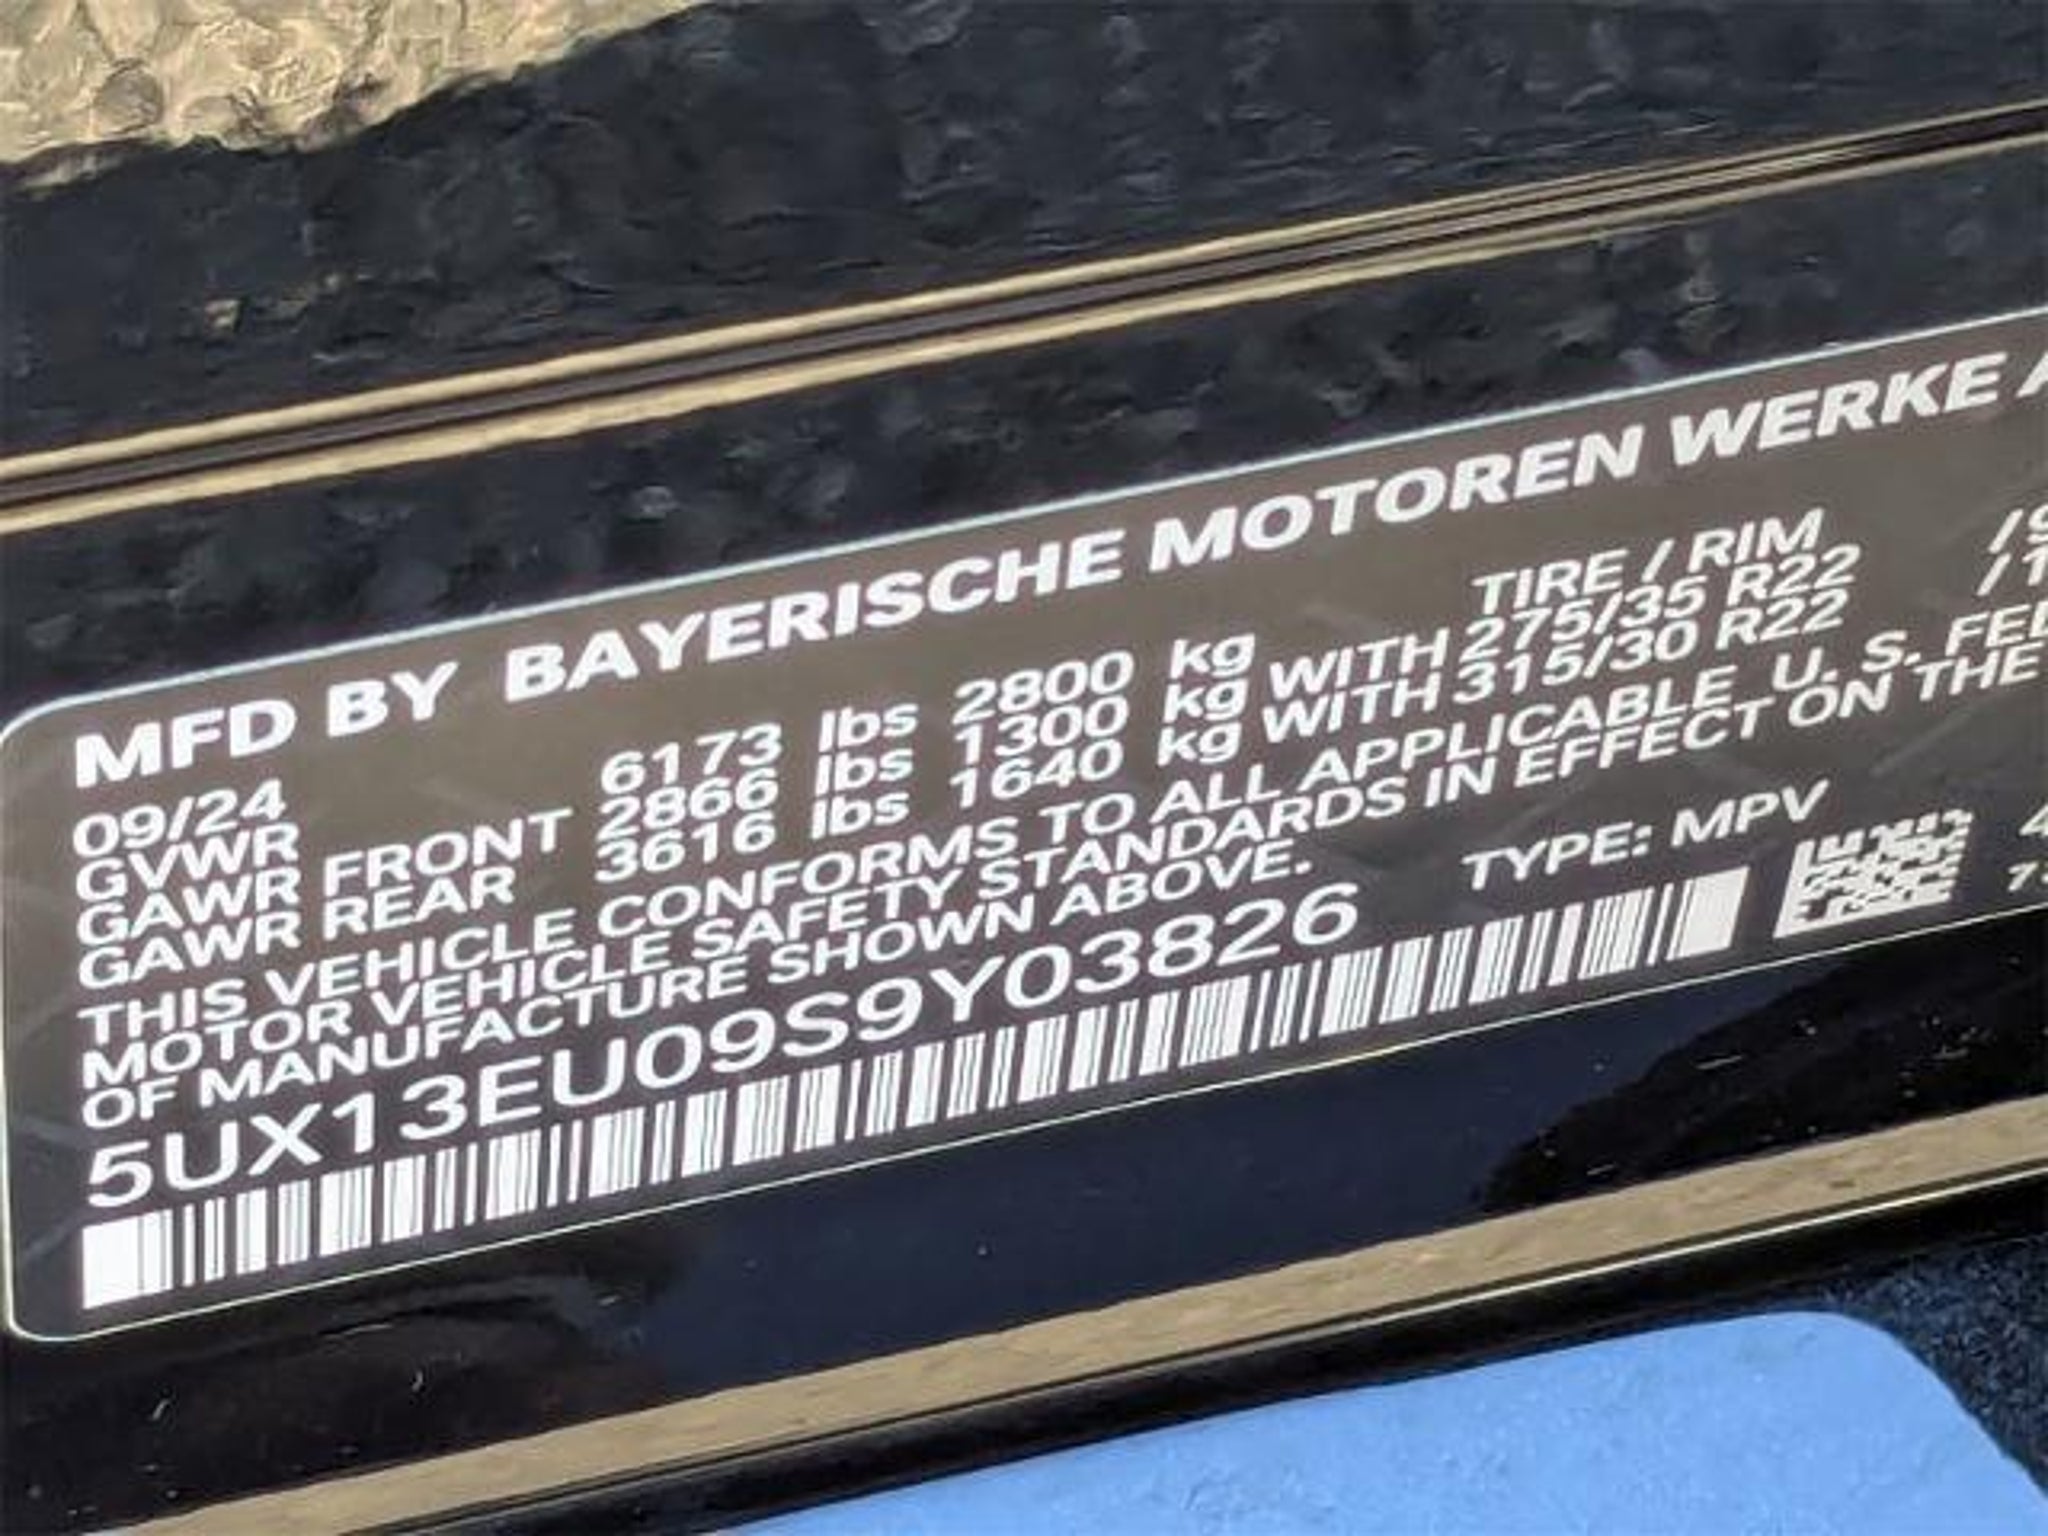 MFD BY BAYERISCHE MOTOREN WERKE
09/24 TIRE / RIM
GVWR 6173 lbs 2800 kg
GAWR FRONT 2866 lbs 1300 kg WITH 275/35 R22
GAWR REAR 3616 lbs 1640 kg WITH 315/30 R22
THIS VEHICLE CONFORMS TO ALL APPLICABLE U. S. FED
MOTOR VEHICLE SAFETY STANDARDS IN EFFECT ON THE
OF MANUFACTURE SHOWN ABOVE.
5UX13EU09S9Y03826 TYPE: MPV